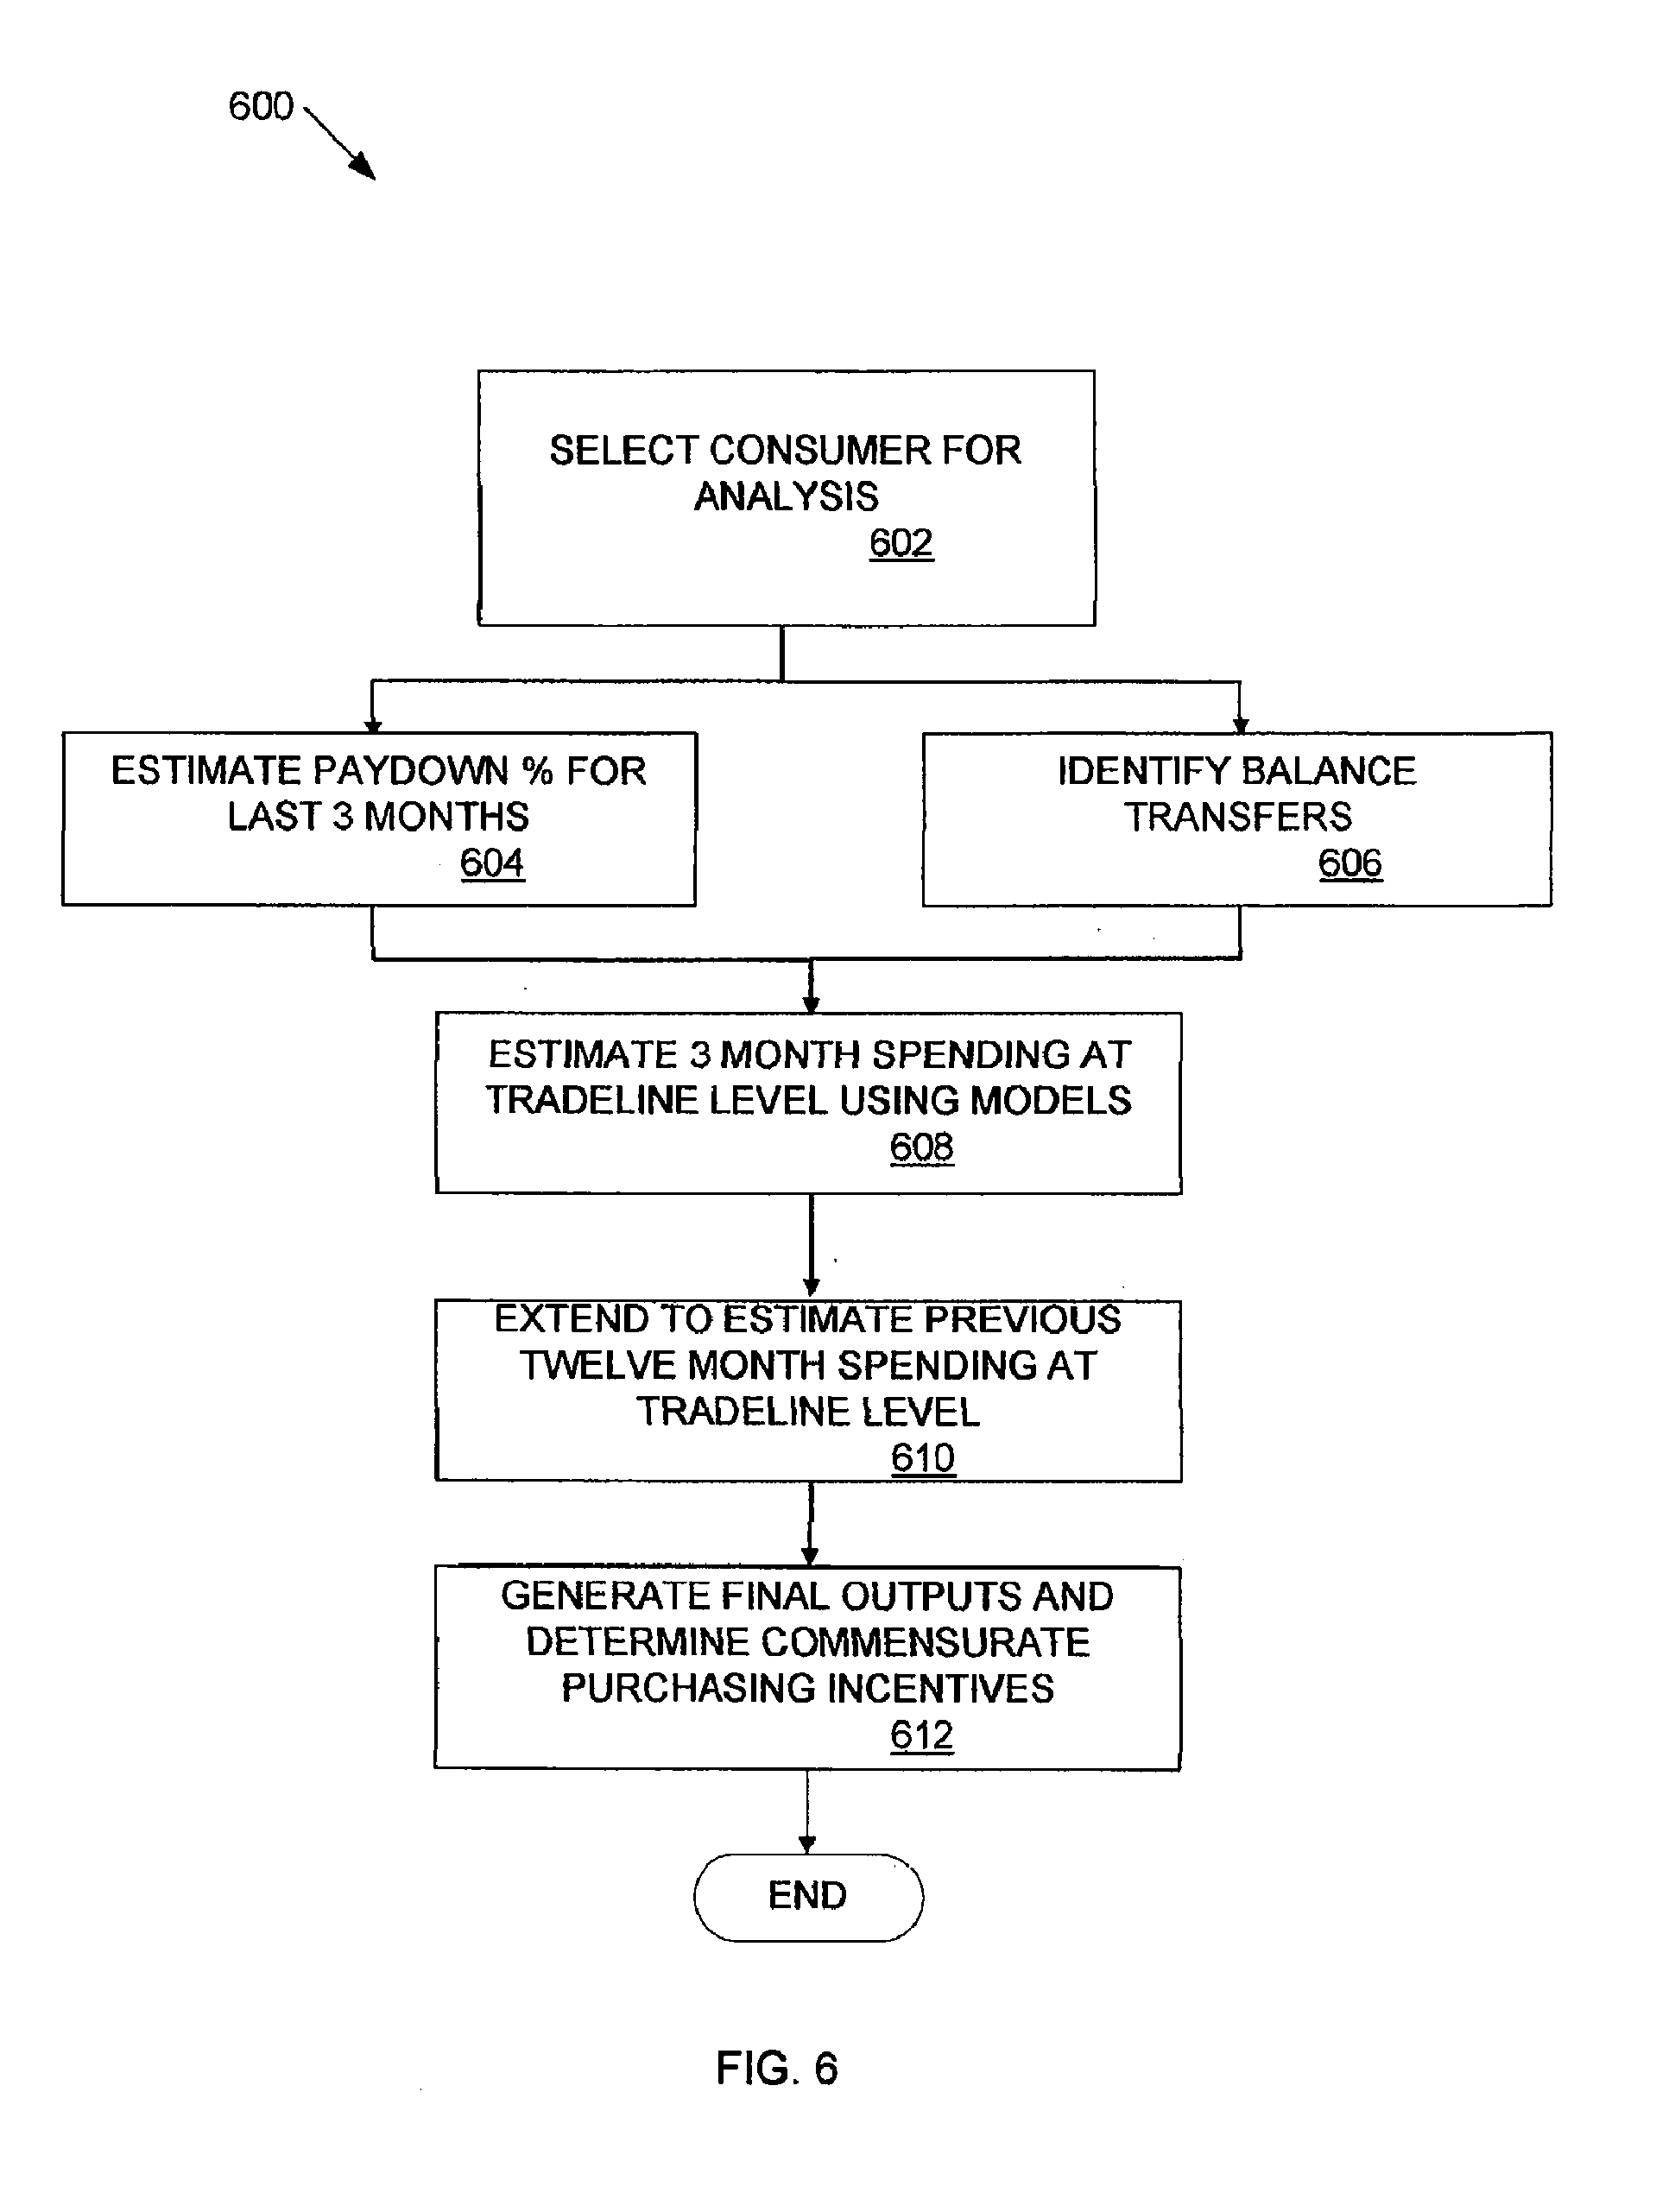 600
SELECT CONSUMER FOR
ANALYSIS
602
ESTIMATE PAYDOWN % FOR
LAST 3 MONTHS
604
IDENTIFY BALANCE
TRANSFERS
606
ESTIMATE 3 MONTH SPENDING AT
TRADELINE LEVEL USING MODELS
608
EXTEND TO ESTIMATE PREVIOUS
TWELVE MONTH SPENDING AT
TRADELINE LEVEL
610
GENERATE FINAL OUTPUTS AND
DETERMINE COMMENSURATE
PURCHASING INCENTIVES
612
END
FIG. 6